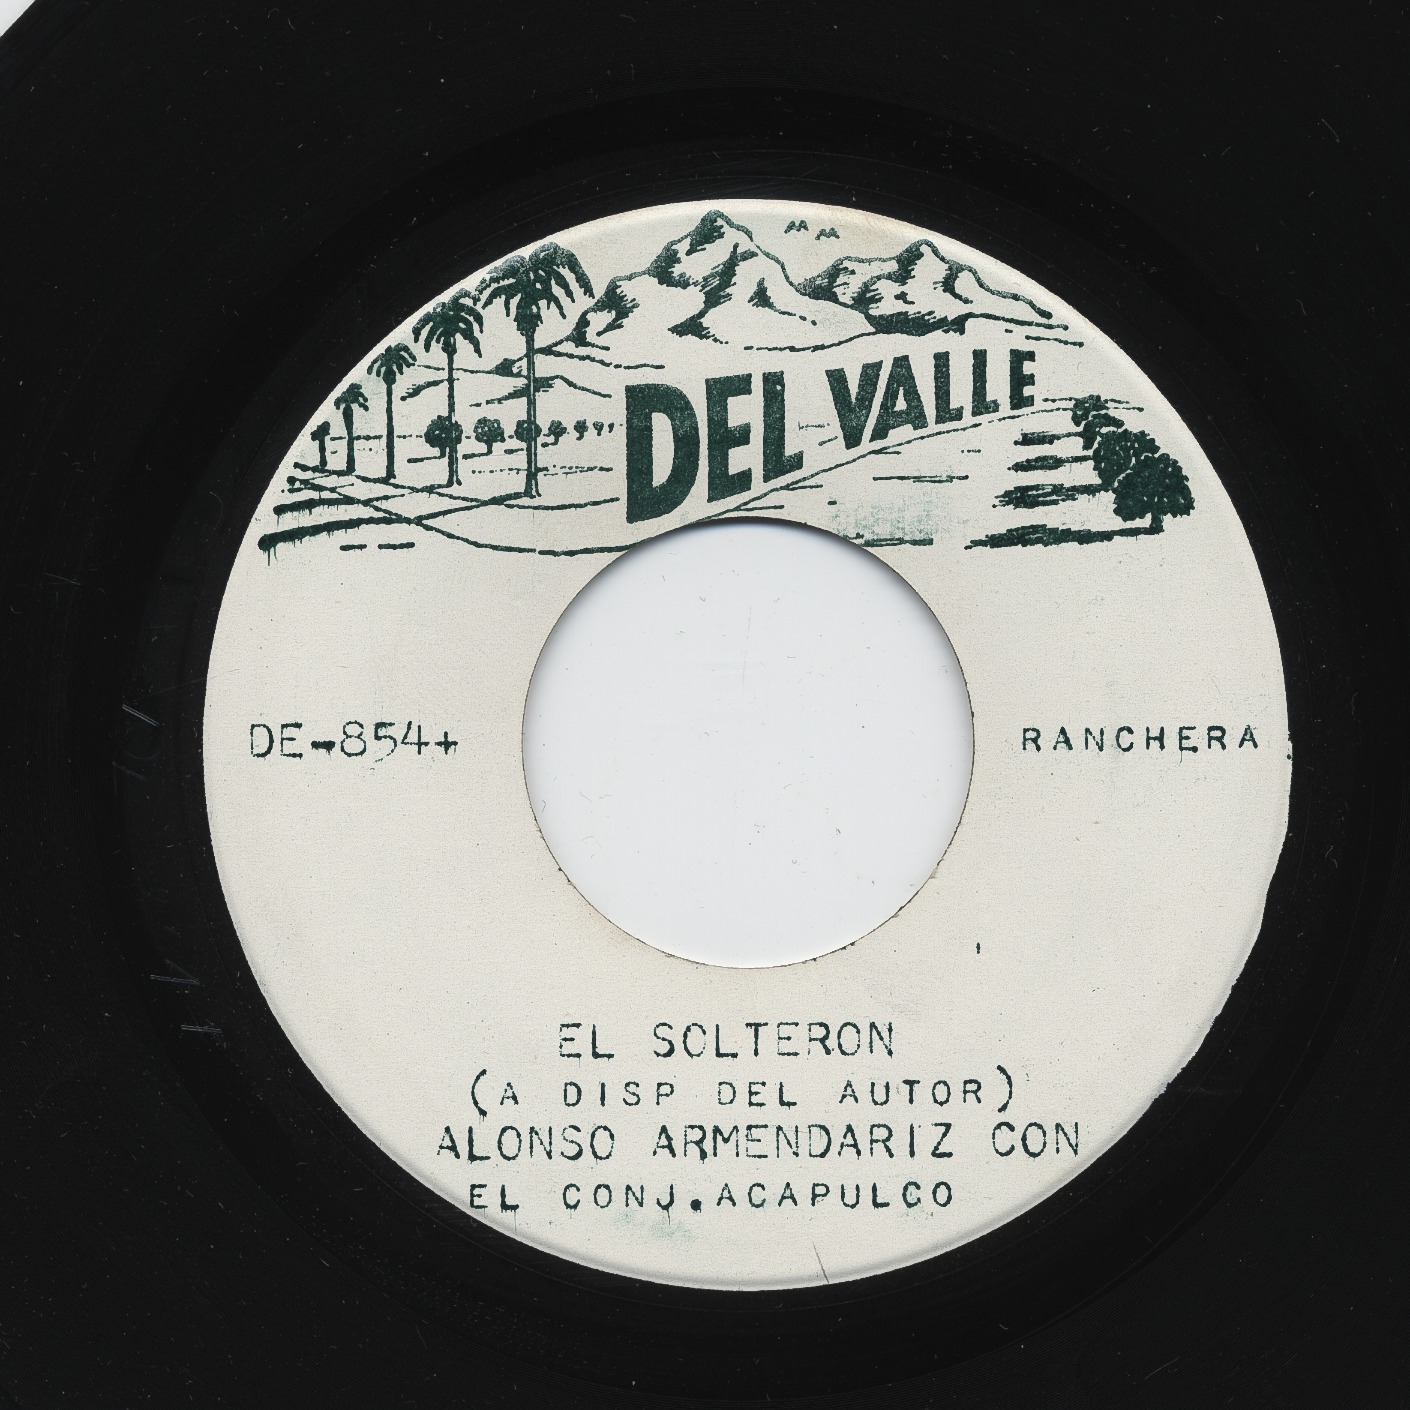 DEL VALLE
DE-854+
RANCHERA
EL SOLTERON
(A DISP DEL AUTOR)
ALONSO ARMENDARIZ CON
EL CONJ. ACAPULCO